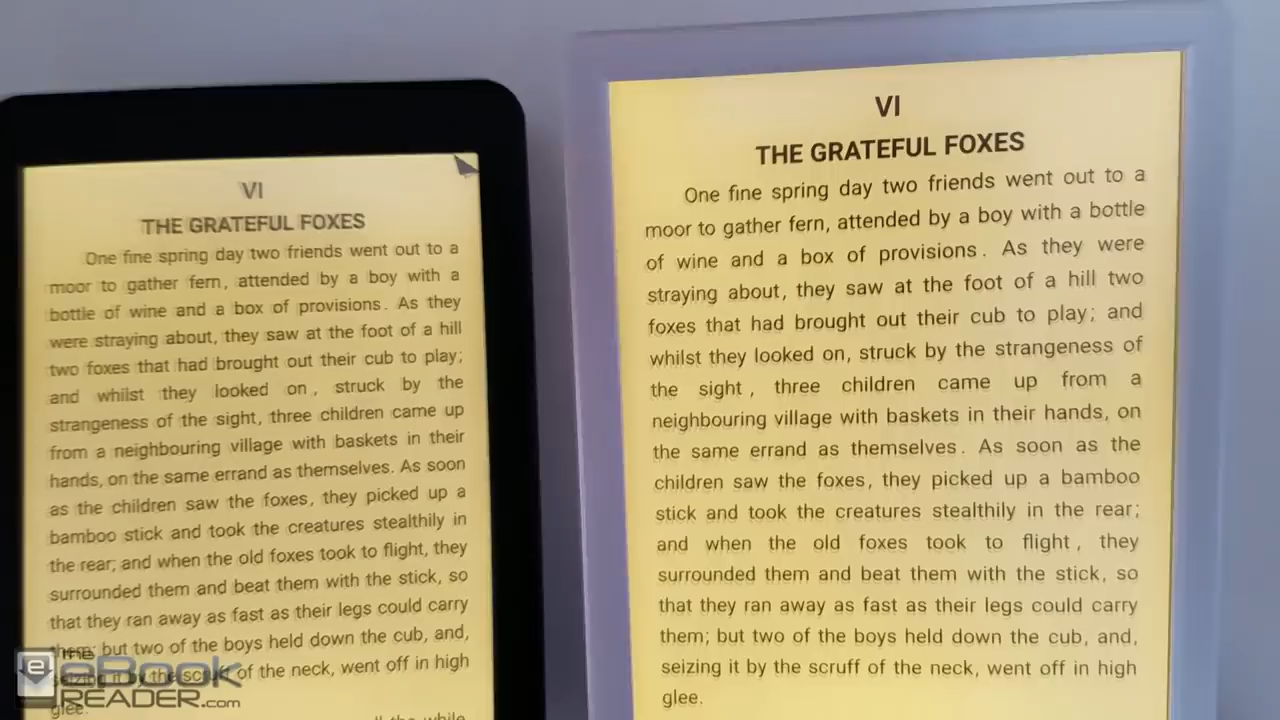 VI
THE GRATEFUL FOXES
One fine spring day two friends went out to a
moor to gather fern, attended by a boy with a
bottle of wine and a box of provisions. As they
were straying about, they saw at the foot of a hill
two foxes that had brought out their cub to play;
and whilst they looked on, struck by the
strangeness of the sight, three children came up
from a neighbouring village with baskets in their
hands, on the same errand as themselves. As soon
as the children saw the foxes, they picked up a
bamboo stick and took the creatures stealthily in
the rear; and when the old foxes took to flight, they
surrounded them and beat them with the stick, so
that they ran away as fast as their legs could carry
them; but two of the boys held down the cub, and,
seizing it by the scruff of the neck, went off in high
glee.
all the while
the eBook
READER.com
VI
THE GRATEFUL FOXES
One fine spring day two friends went out to a
moor to gather fern, attended by a boy with a bottle
of wine and a box of provisions. As they were
straying about, they saw at the foot of a hill two
foxes that had brought out their cub to play; and
whilst they looked on, struck by the strangeness of
the sight, three children came up from a
neighbouring village with baskets in their hands, on
the same errand as themselves. As soon as the
children saw the foxes, they picked up a bamboo
stick and took the creatures stealthily in the rear;
and when the old foxes took to flight, they
surrounded them and beat them with the stick, so
that they ran away as fast as their legs could carry
them; but two of the boys held down the cub, and,
seizing it by the scruff of the neck, went off in high
glee.